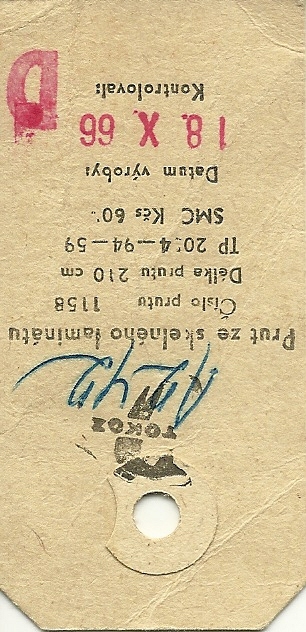 TOKOZ
Prut ze skelného laminátu
Číslo prutu 1158
Délka prutu 210 cm
TP 20 4—94—59
SMC Kčs 60
Datum výroby:
18. X 66
Kontroloval:
D